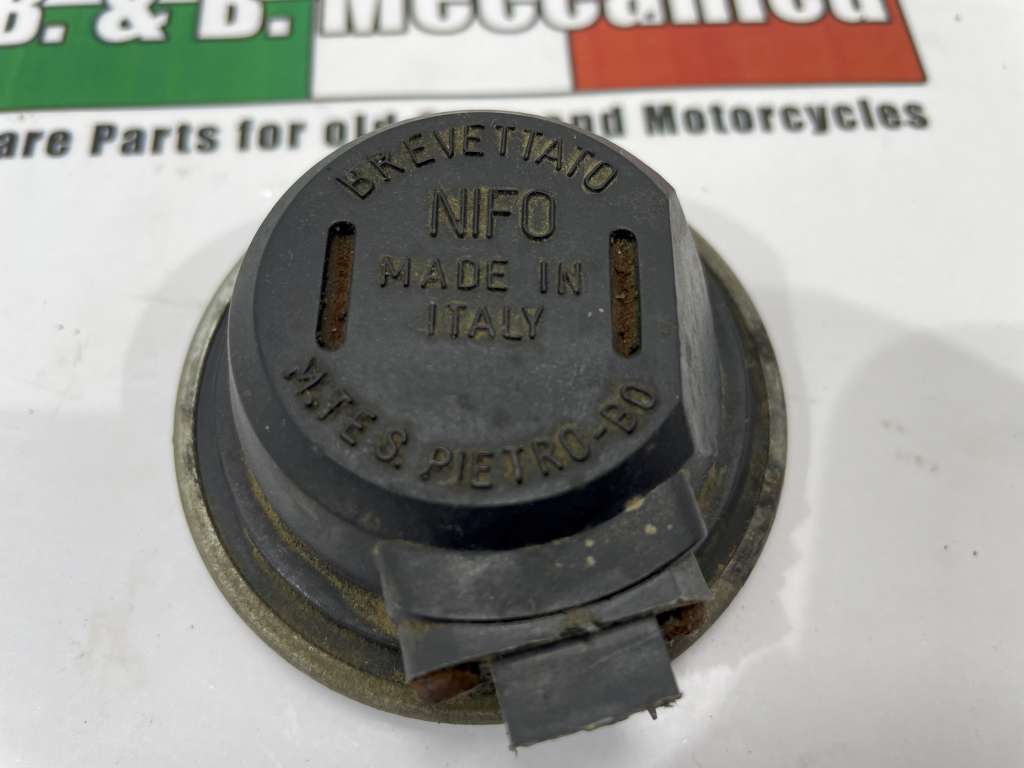 B. & B. Meccanica
are Parts for old and Motorcycles
BREVETTATO
NIFO
MADE IN
ITALY
M.TE S. PIETRO-BO